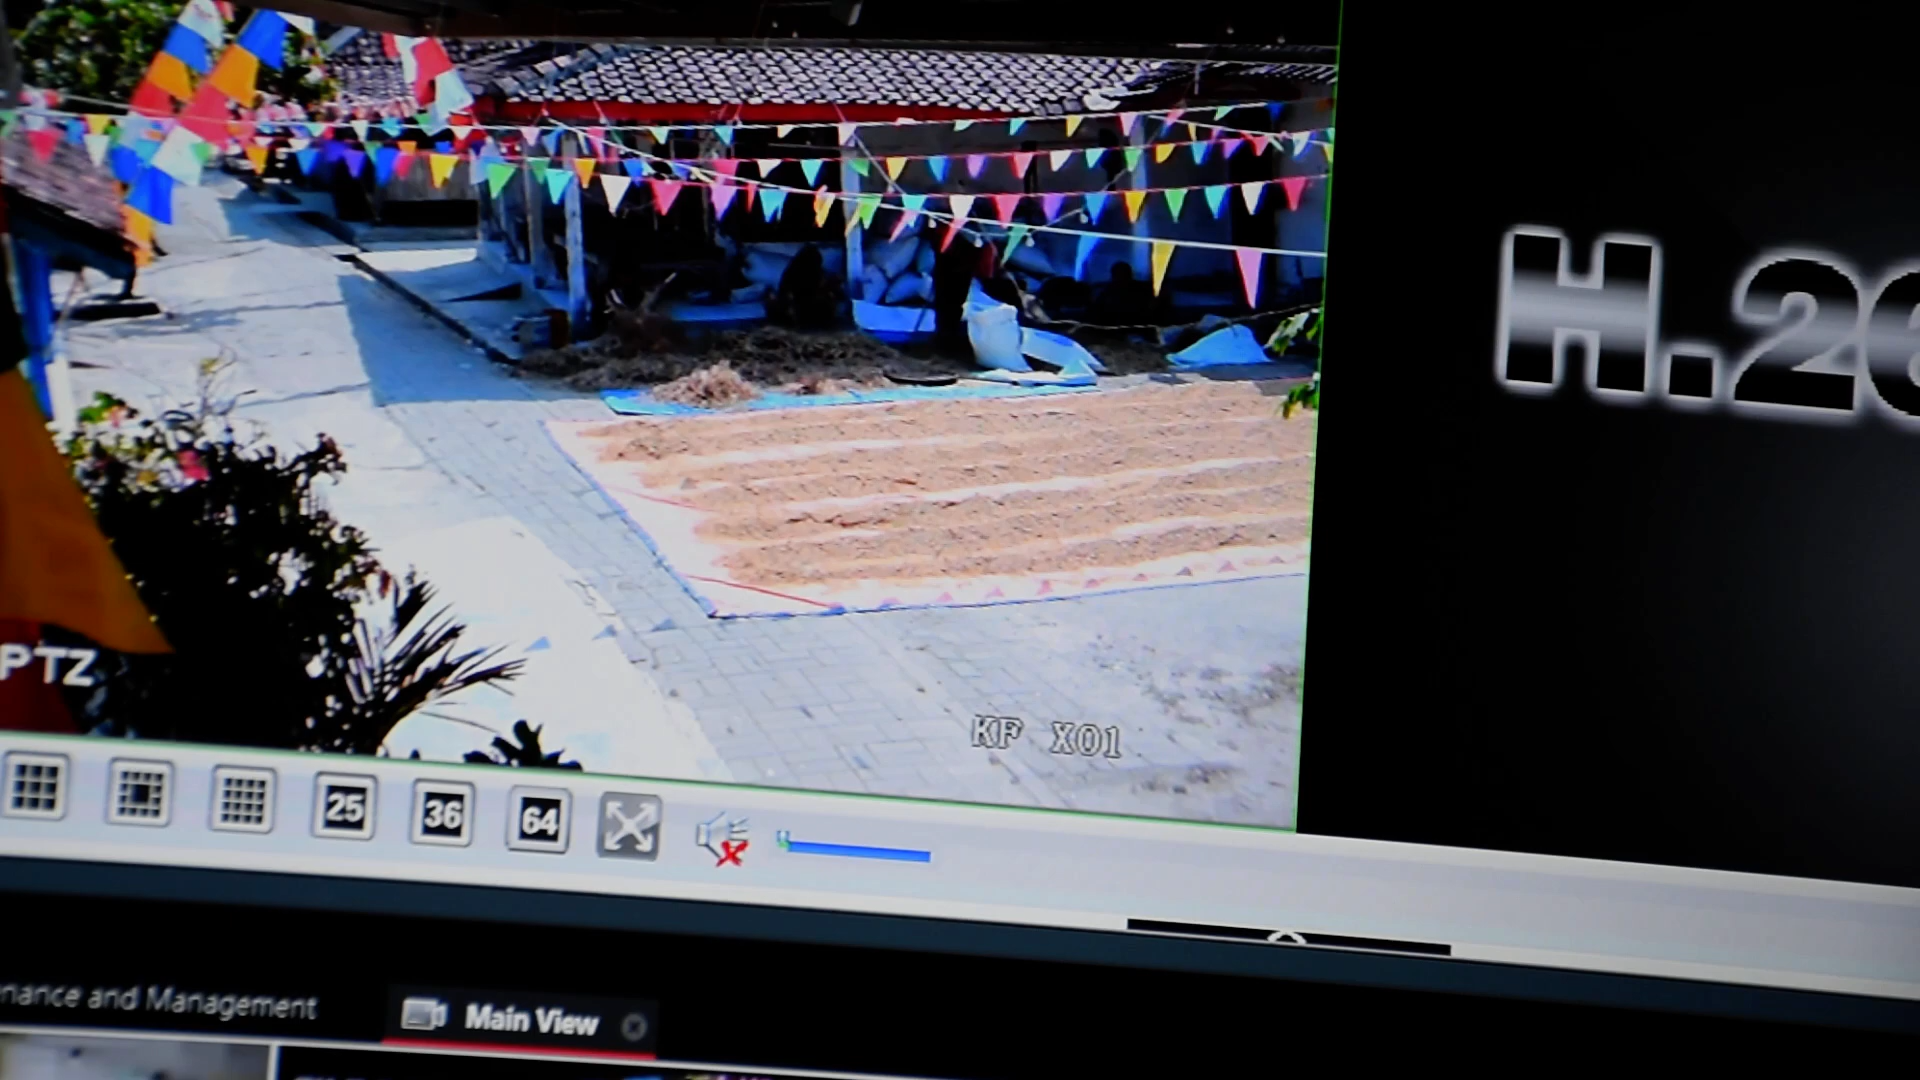 H.26
PTZ
KF X01
25 36 64
nance and Management
Main View